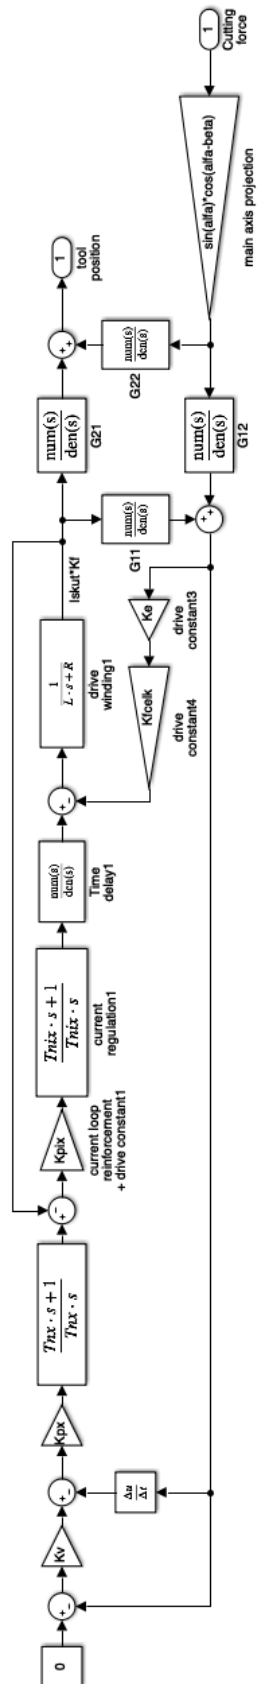 0
+
−
Kv
+
−
Δu
Δt
Kpx
Tnx · s + 1
Tnx · s
+
−
Kpix
current loop
reinforcement
+ drive constant1
Tnix · s + 1
Tnix · s
current
regulation1
num(s)
den(s)
Time
delay1
+
−
1
L · s + R
drive
winding1
Iskut*Kf
Kfcelk
drive
constant4
Ke
drive
constant3
num(s)
den(s)
G11
num(s)
den(s)
G21
+
+
num(s)
den(s)
G22
+
+
num(s)
den(s)
G12
1
tool
position
sin(alfa)*cos(alfa-beta)
main axis projection
1
Cutting
force